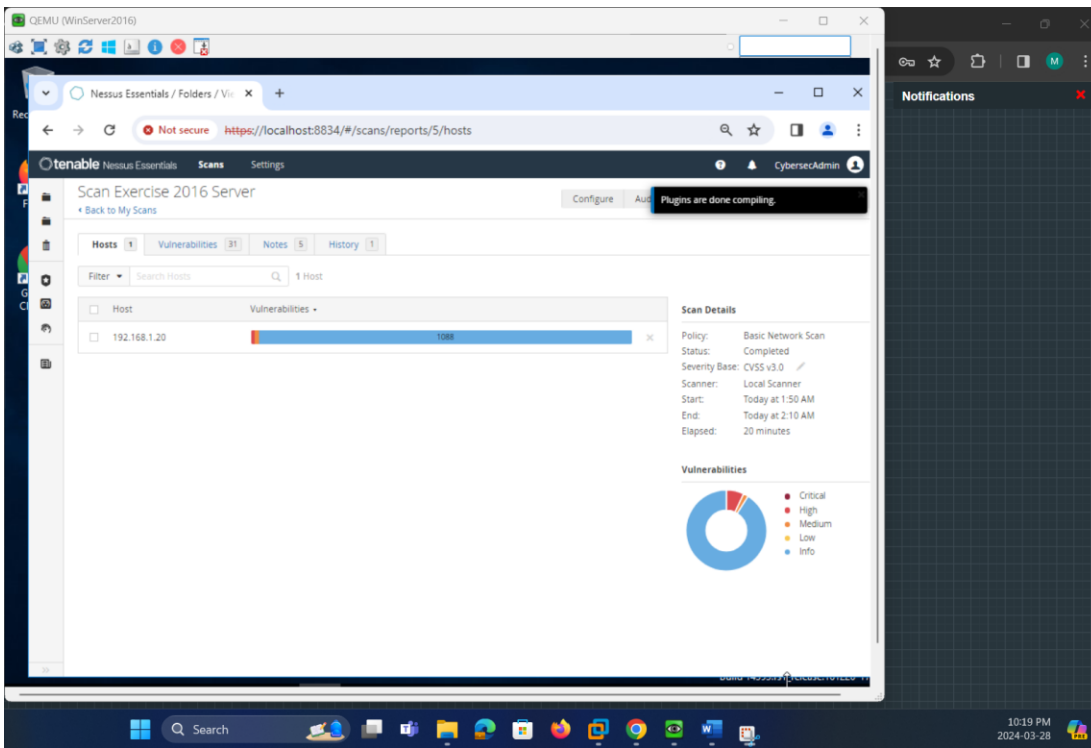 QEMU (WinServer2016)
Nessus Essentials / Folders / Vie
Not secure https://localhost:8834/#/scans/reports/5/hosts
M
Notifications
Rec
tenable Nessus Essentials Scans Settings CybersecAdmin
Scan Exercise 2016 Server
Back to My Scans
Configure Aud
Plugins are done compiling.
Hosts 1 Vulnerabilities 31 Notes 5 History 1
Filter Search Hosts 1 Host
Host Vulnerabilities
192.168.1.20 1088
Scan Details
Policy: Basic Network Scan
Status: Completed
Severity Base: CVSS v3.0
Scanner: Local Scanner
Start: Today at 1:50 AM
End: Today at 2:10 AM
Elapsed: 20 minutes
Vulnerabilities
Critical
High
Medium
Low
Info
Search
10:19 PM
2024-03-28